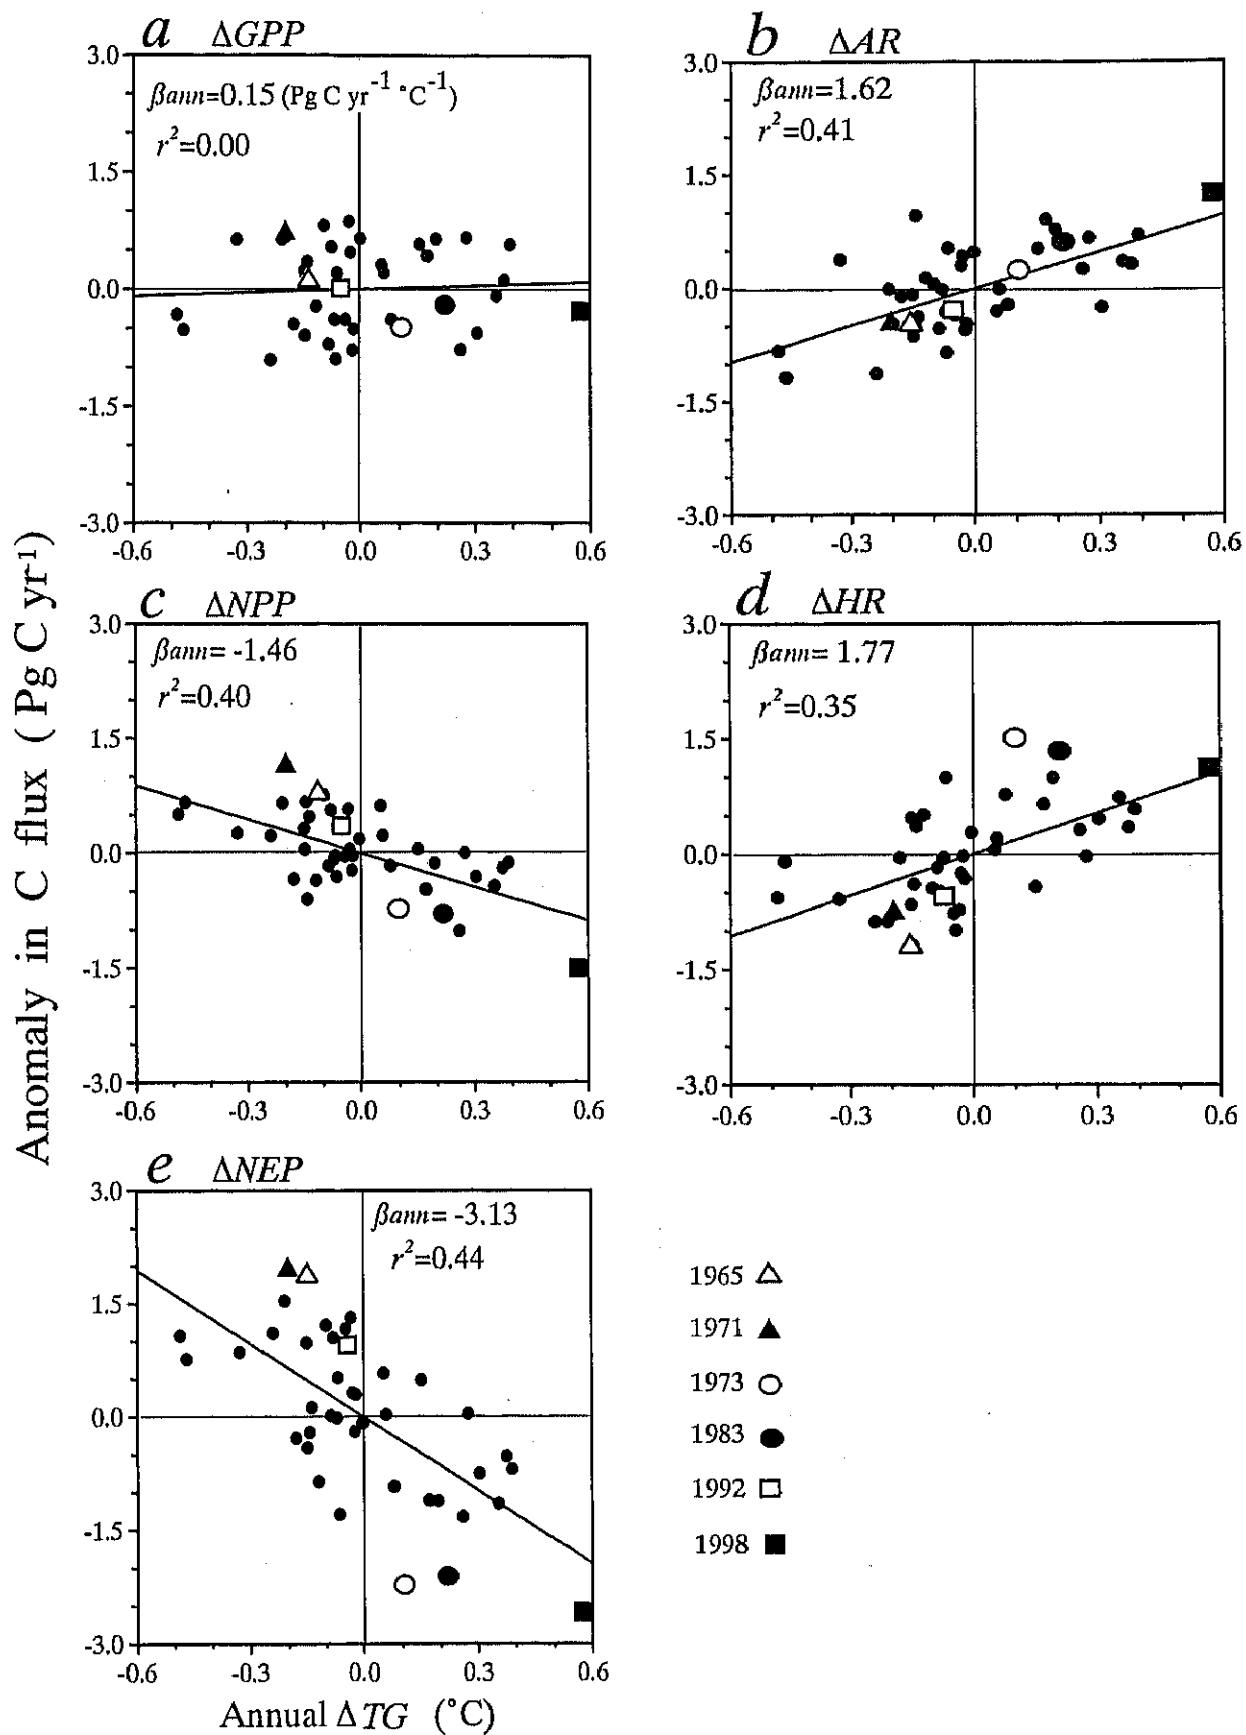 a ΔGPP
βann=0.15 (Pg C yr⁻¹ °C⁻¹)
r²=0.00
3.0
1.5
0.0
-1.5
-3.0
-0.6 -0.3 0.0 0.3 0.6
b ΔAR
βann=1.62
r²=0.41
3.0
1.5
0.0
-1.5
-3.0
-0.6 -0.3 0.0 0.3 0.6
c ΔNPP
βann= -1.46
r²=0.40
3.0
1.5
0.0
-1.5
-3.0
-0.6 -0.3 0.0 0.3 0.6
d ΔHR
βann= 1.77
r²=0.35
3.0
1.5
0.0
-1.5
-3.0
-0.6 -0.3 0.0 0.3 0.6
e ΔNEP
βann= -3.13
r²=0.44
3.0
1.5
0.0
-1.5
-3.0
-0.6 -0.3 0.0 0.3 0.6
Anomaly in C flux (Pg C yr⁻¹)
Annual ΔTG (°C)
1965
1971
1973
1983
1992
1998